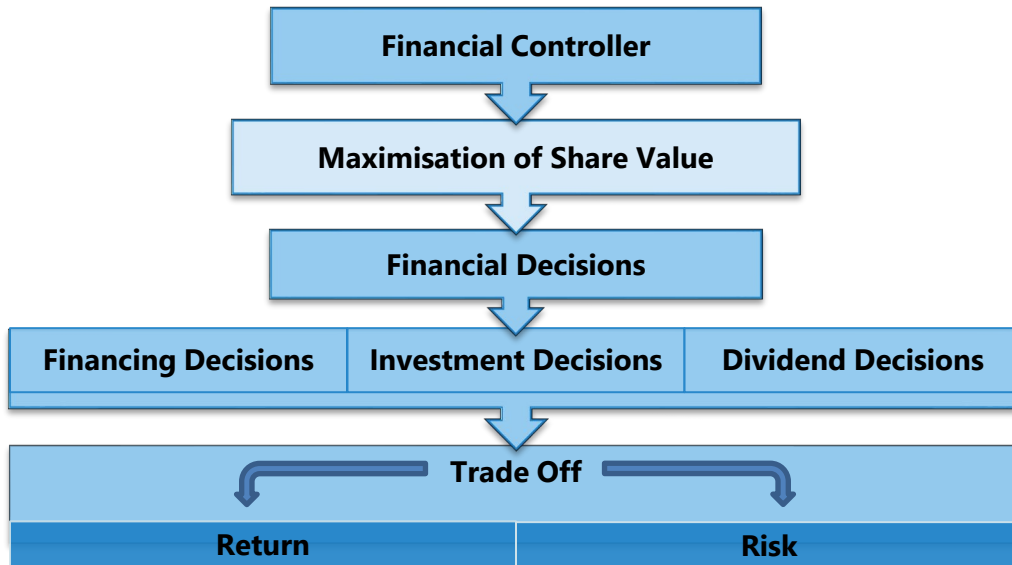 Financial Controller
Maximisation of Share Value
Financial Decisions
Financing Decisions
Investment Decisions
Dividend Decisions
Trade Off
Return
Risk